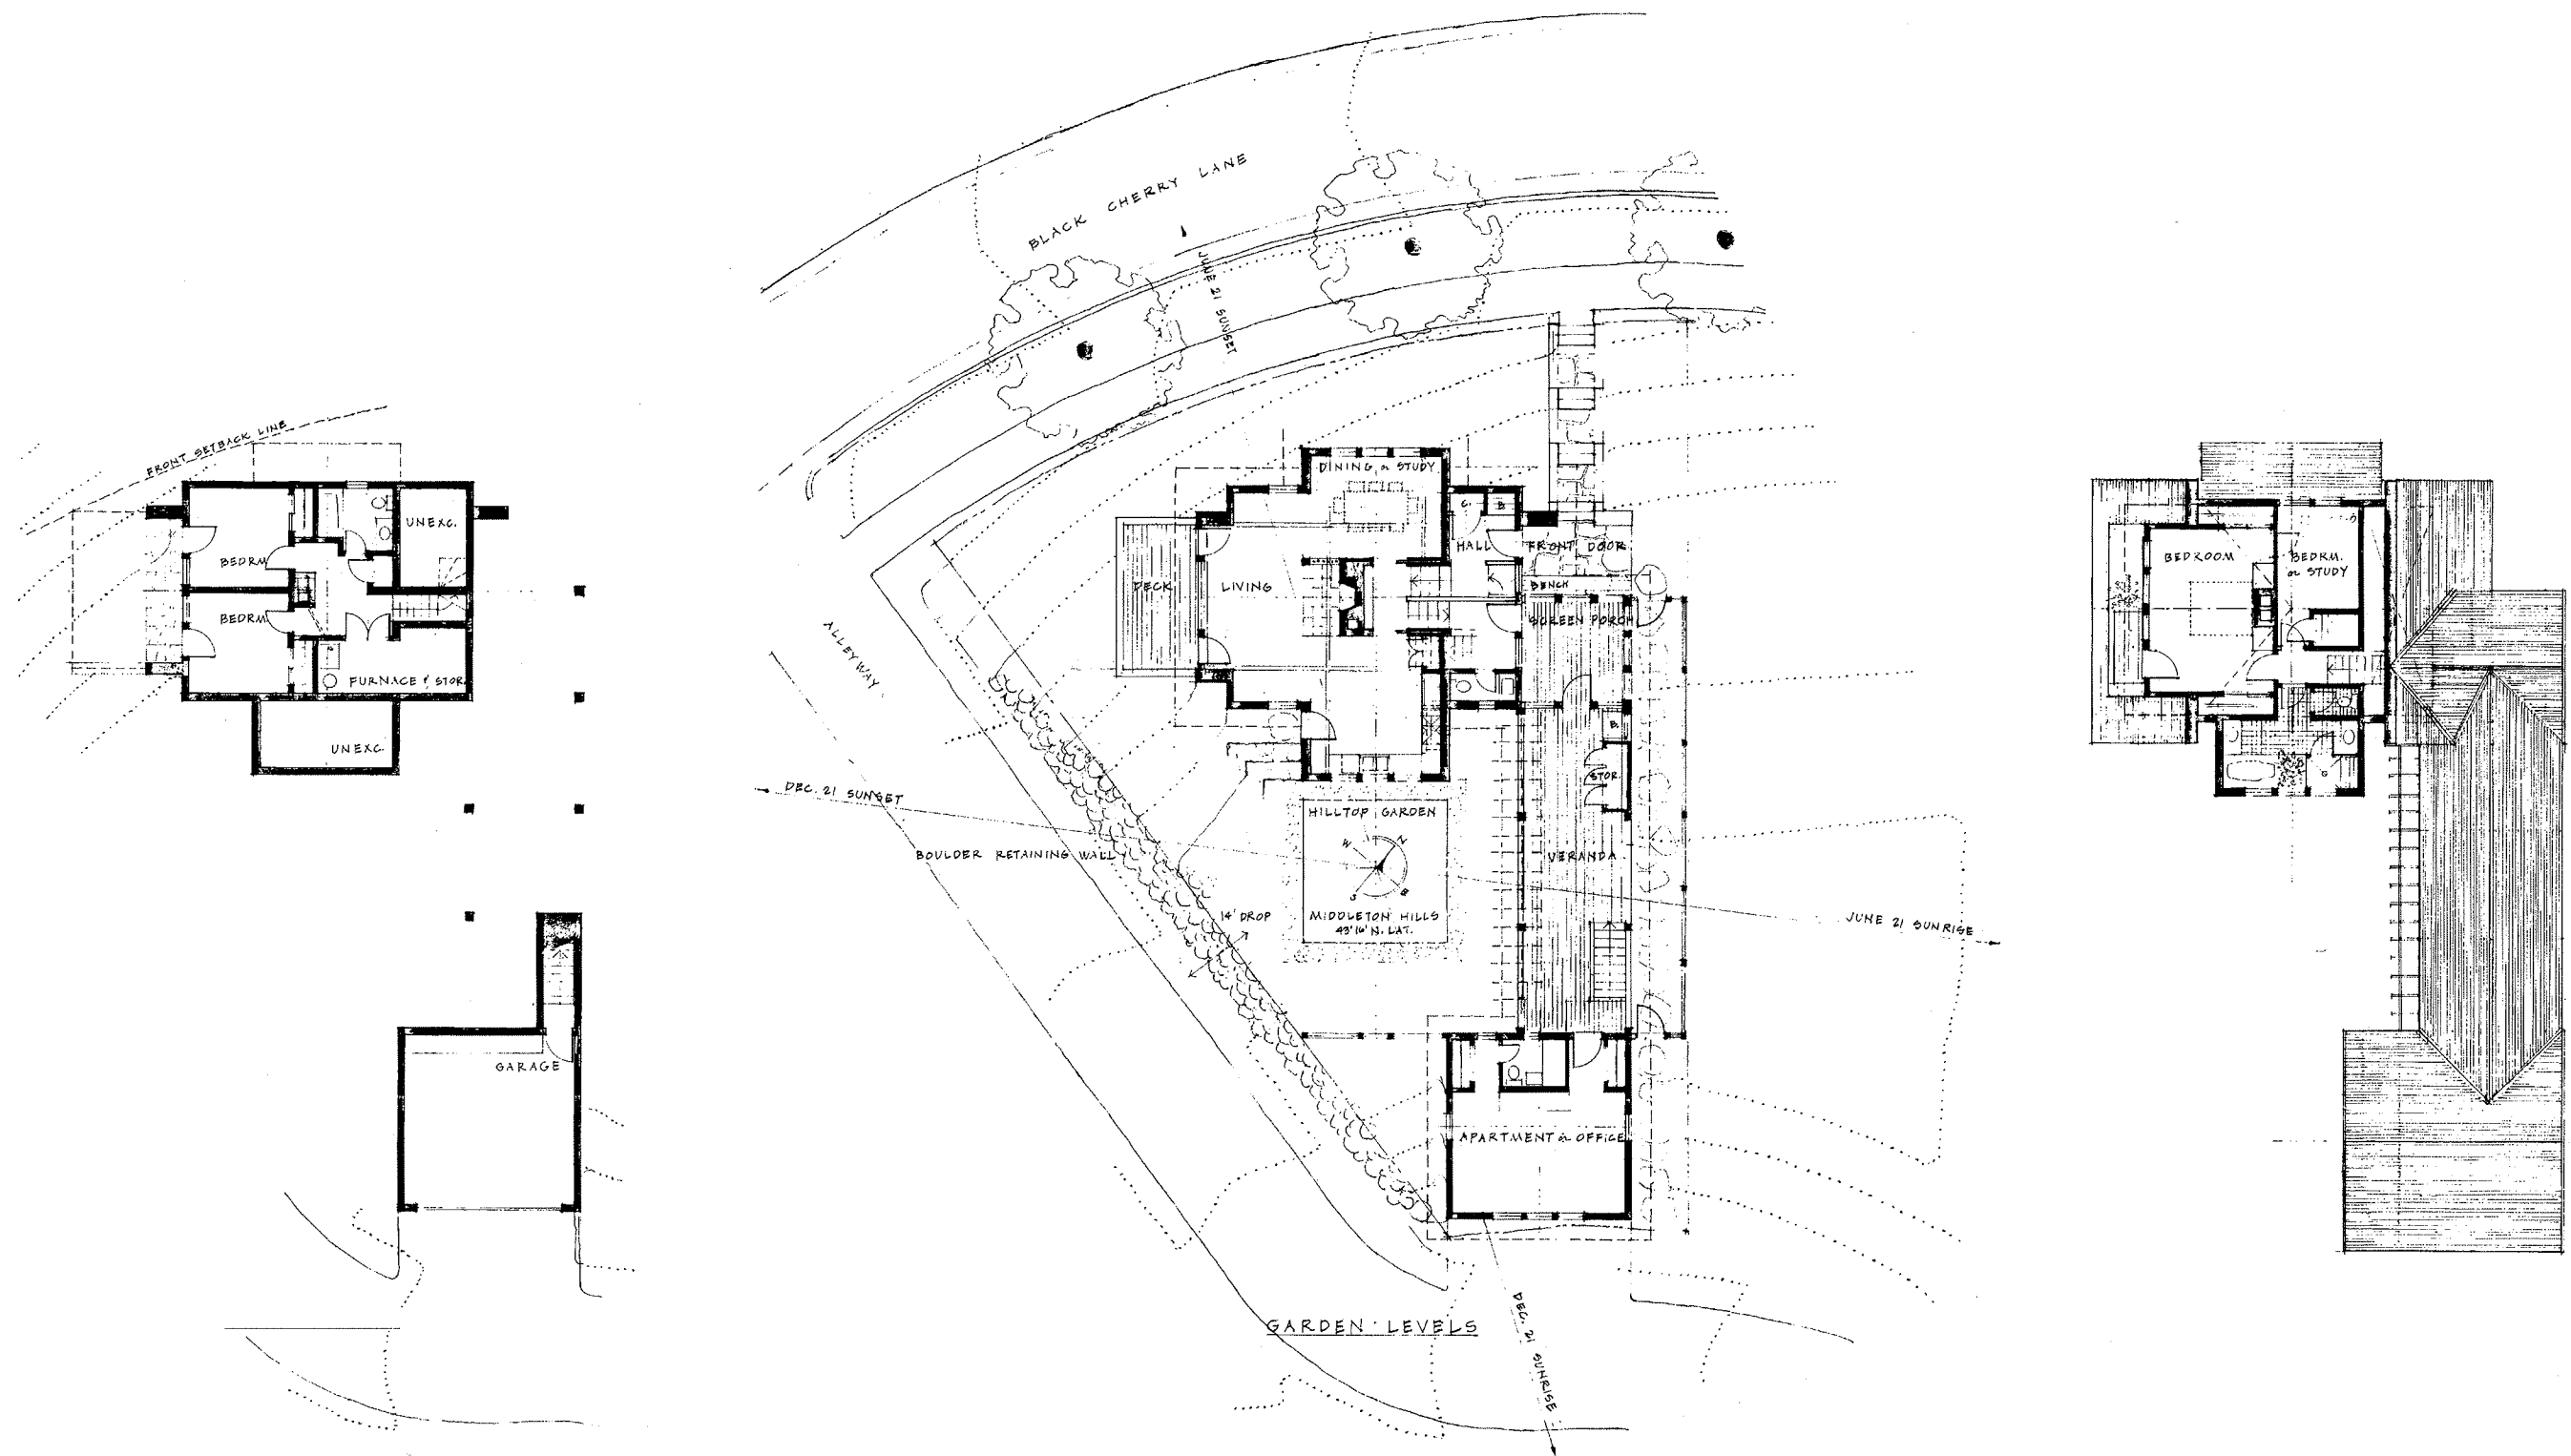 FRONT SETBACK LINE
UNEXC.
BEDRM
BEDRM
FURNACE & STOR.
UNEXC.
GARAGE
BLACK CHERRY LANE
JUNE 21 SUNSET
DINING or STUDY
C.
B.
HALL
FRONT DOOR
DECK
LIVING
BENCH
SCREEN PORCH
ALLEYWAY
B.
STOR.
DEC. 21 SUNSET
HILLTOP GARDEN
N
W
E
S
BOULDER RETAINING WALL
VERANDA
14' DROP
MIDDLETON HILLS
43°16' N. LAT.
JUNE 21 SUNRISE
APARTMENT or OFFICE
GARDEN LEVELS
DEC. 21 SUNRISE
BEDROOM
BEDRM.
or STUDY